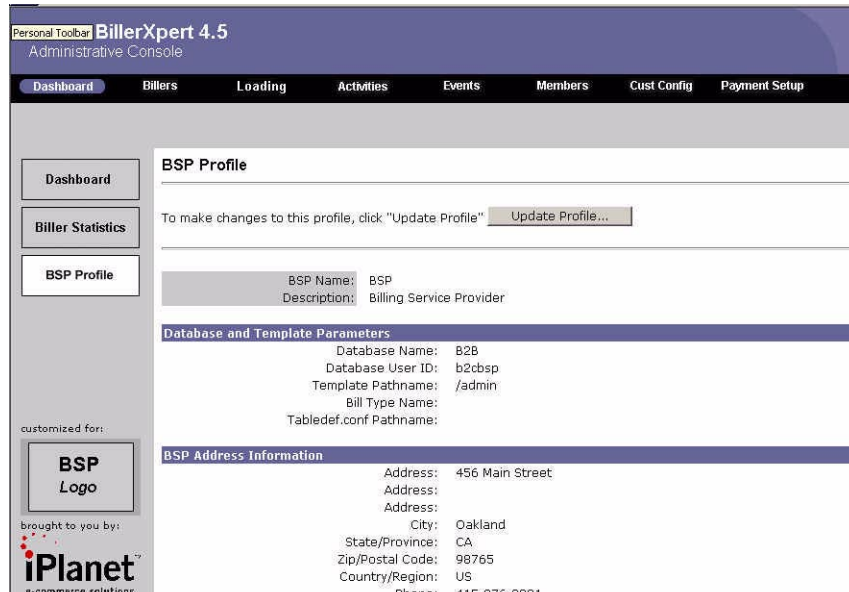 Personal Toolbar BillerXpert 4.5
Administrative Console
Dashboard Billers Loading Activities Events Members Cust Config Payment Setup
Dashboard
Biller Statistics
BSP Profile
customized for:
BSP
Logo
brought to you by:
iPlanet
e-commerce solutions
BSP Profile
To make changes to this profile, click "Update Profile" Update Profile...
BSP Name: BSP
Description: Billing Service Provider
Database and Template Parameters
Database Name: B2B
Database User ID: b2cbsp
Template Pathname: /admin
Bill Type Name:
Tabledef.conf Pathname:
BSP Address Information
Address: 456 Main Street
Address:
Address:
City: Oakland
State/Province: CA
Zip/Postal Code: 98765
Country/Region: US
Phone: